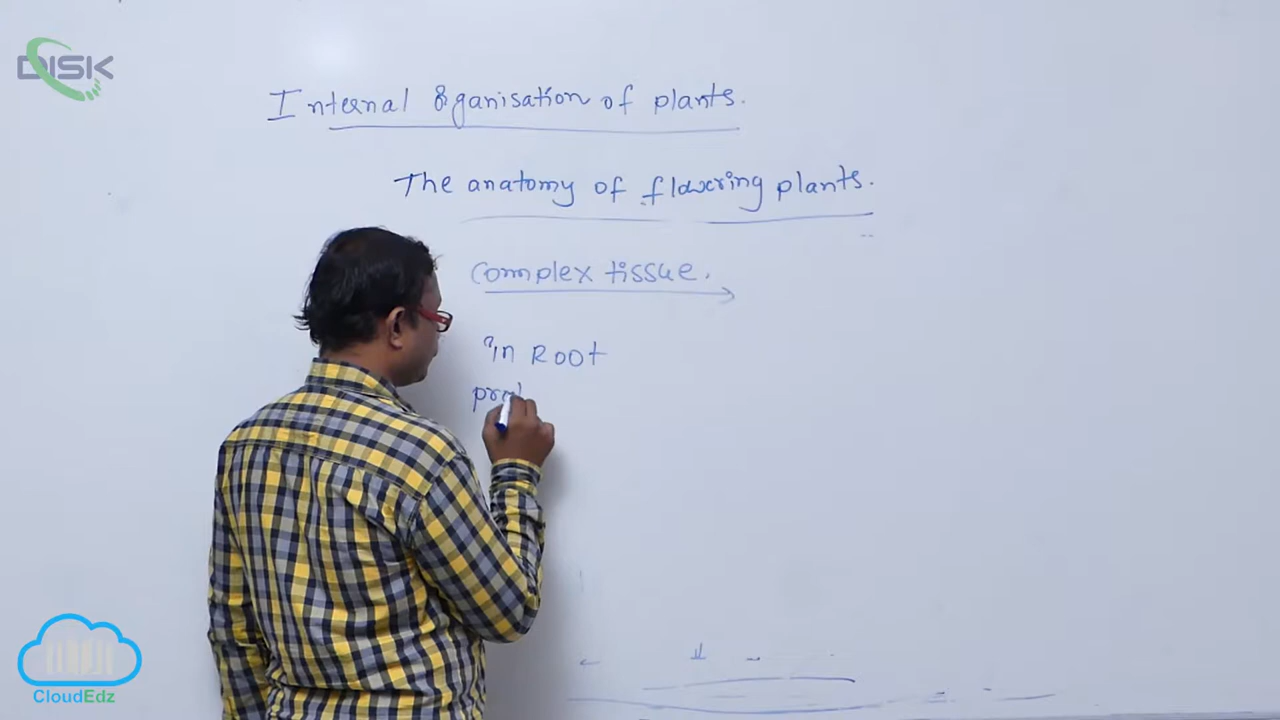 DISK
Internal organisation of plants.
The anatomy of flowering plants.
complex tissue.
in Root
CloudEdz